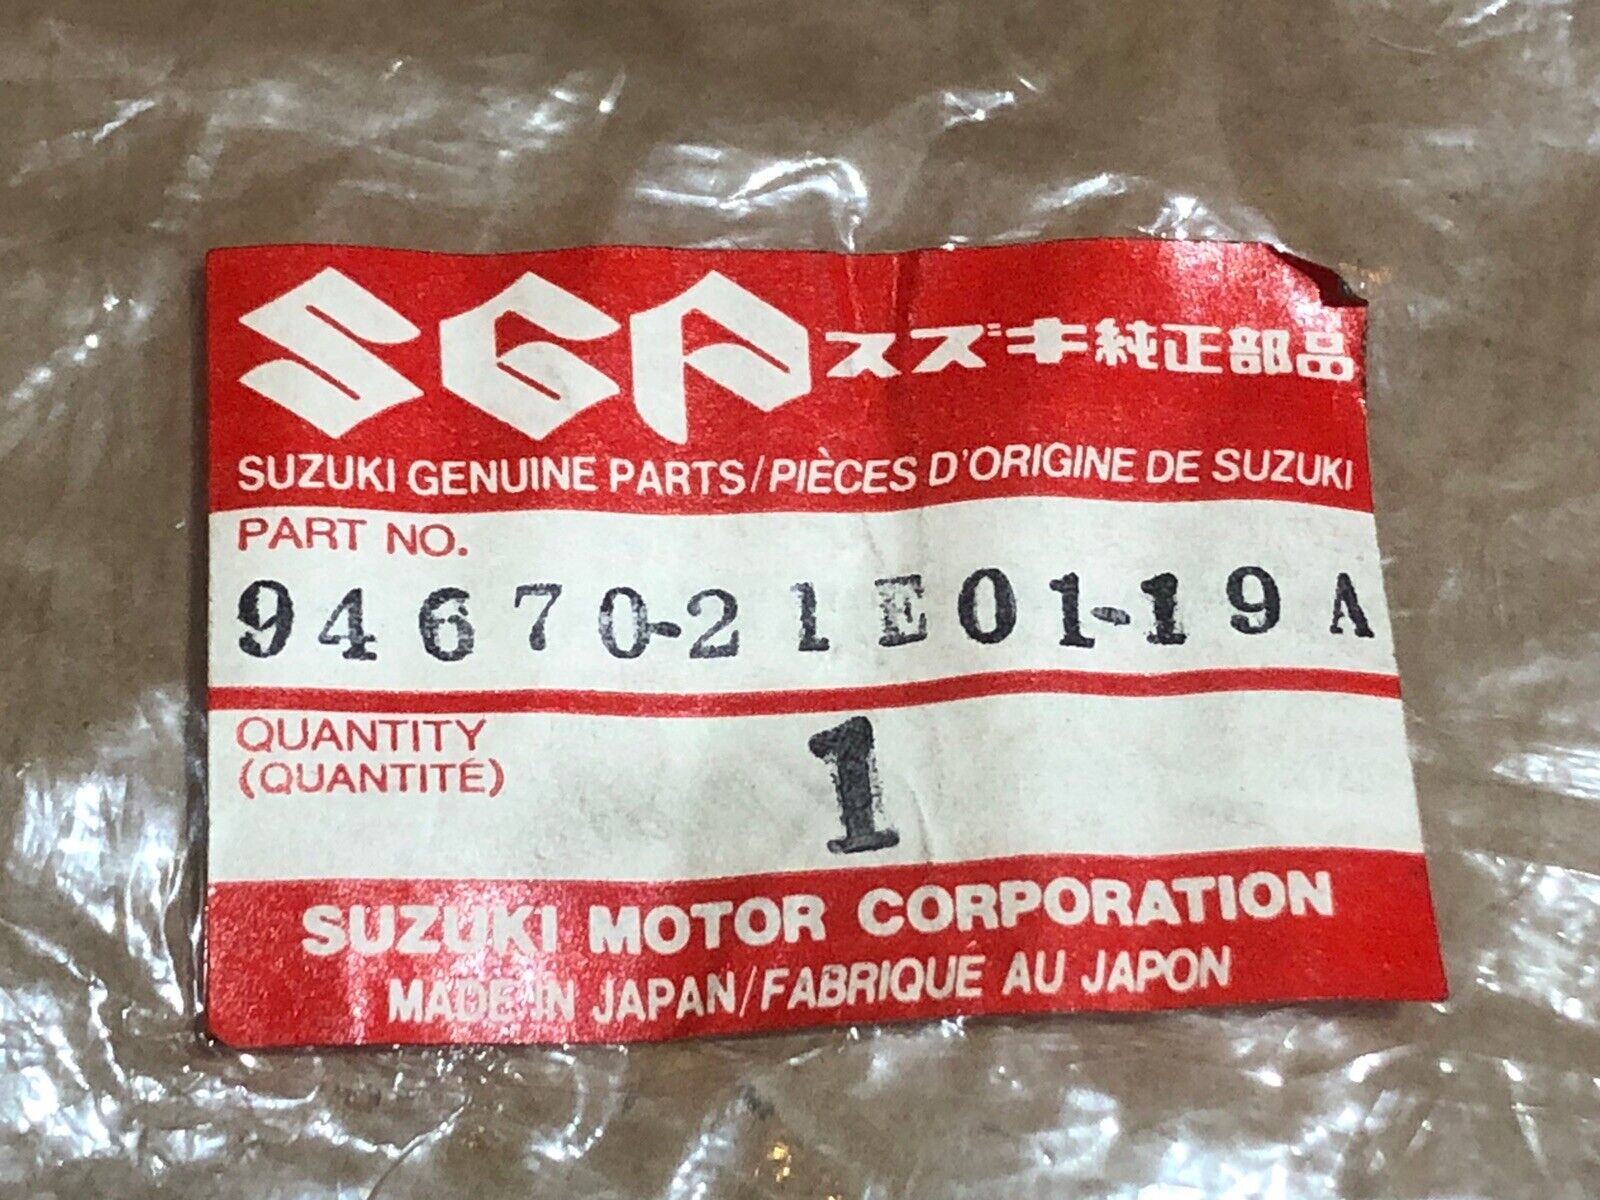 SGP スズキ純正部品
SUZUKI GENUINE PARTS/PIÈCES D'ORIGINE DE SUZUKI
PART NO.
94670-21E01-19A
QUANTITY
(QUANTITÉ)
1
SUZUKI MOTOR CORPORATION
MADE IN JAPAN/FABRIQUE AU JAPON